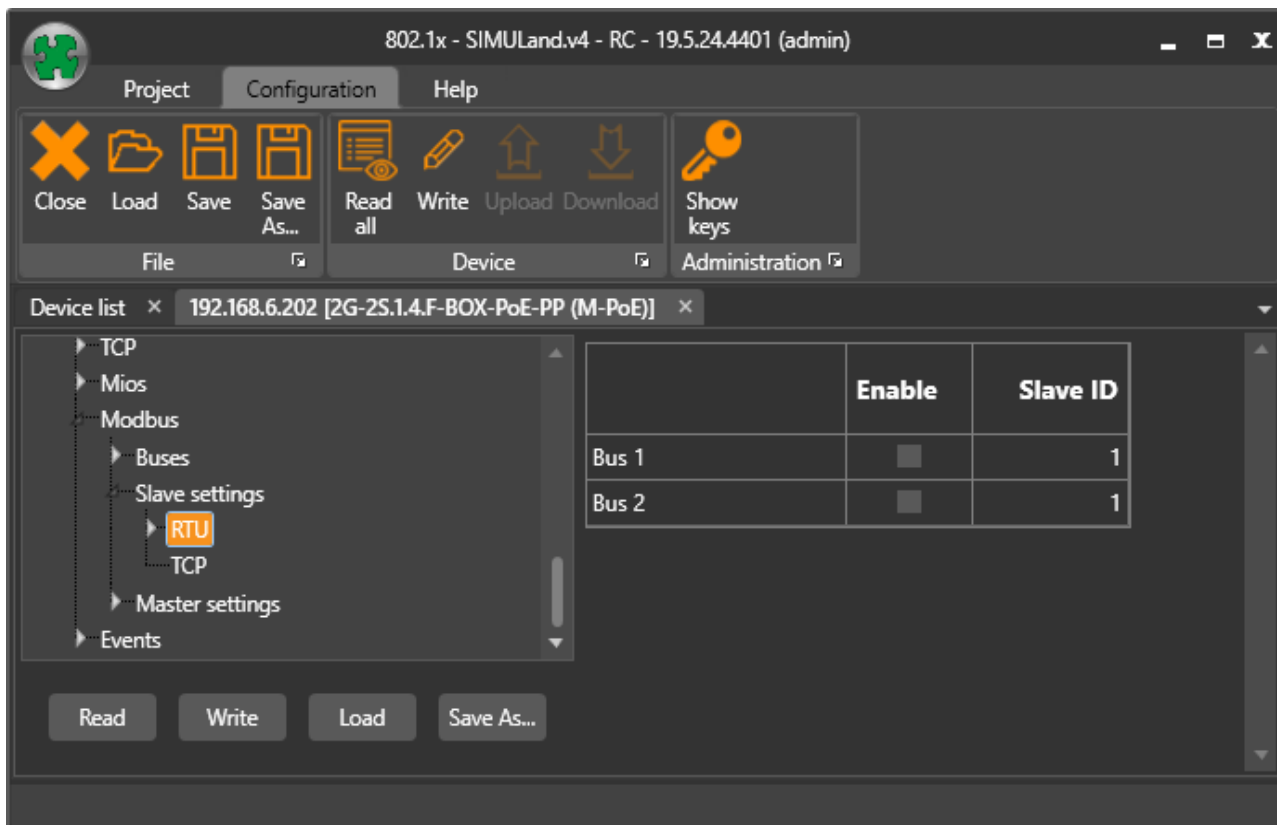 802.1x - SIMULand.v4 - RC - 19.5.24.4401 (admin)
Project Configuration Help
Close Load Save Save As... Read all Write Upload Download Show keys
File Device Administration
Device list × 192.168.6.202 [2G-2S.1.4.F-BOX-PoE-PP (M-PoE)] ×
TCP
Mios
Modbus
Buses
Slave settings
RTU
TCP
Master settings
Events
Enable Slave ID
Bus 1 1
Bus 2 1
Read Write Load Save As...